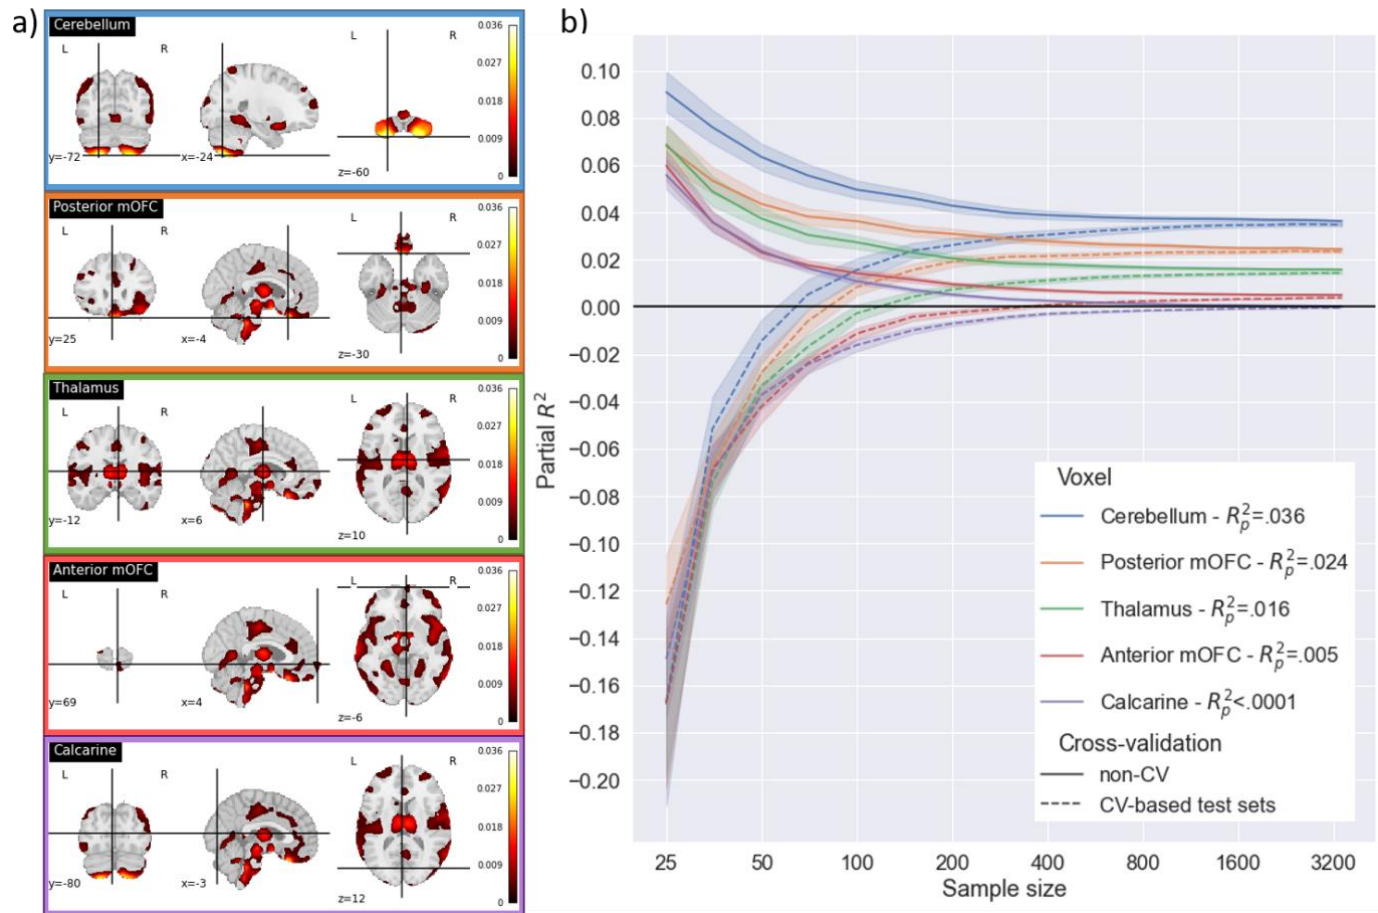 a)
Cerebellum
L R L R
0.036
0.027
0.018
0.009
0
y=-72 x=-24 z=-60
Posterior mOFC
L R L R
0.036
0.027
0.018
0.009
0
y=25 x=-4 z=-30
Thalamus
L R L R
0.036
0.027
0.018
0.009
0
y=-12 x=6 z=10
Anterior mOFC
L R L R
0.036
0.027
0.018
0.009
0
y=69 x=4 z=-6
Calcarine
L R L R
0.036
0.027
0.018
0.009
0
y=-80 x=-3 z=12
b)
Partial R²
0.10
0.08
0.06
0.04
0.02
0.00
−0.02
−0.04
−0.06
−0.08
−0.10
−0.12
−0.14
−0.16
−0.18
−0.20
25 50 100 200 400 800 1600 3200
Sample size
Voxel
Cerebellum - R²ₚ=.036
Posterior mOFC - R²ₚ=.024
Thalamus - R²ₚ=.016
Anterior mOFC - R²ₚ=.005
Calcarine - R²ₚ<.0001
Cross-validation
non-CV
CV-based test sets